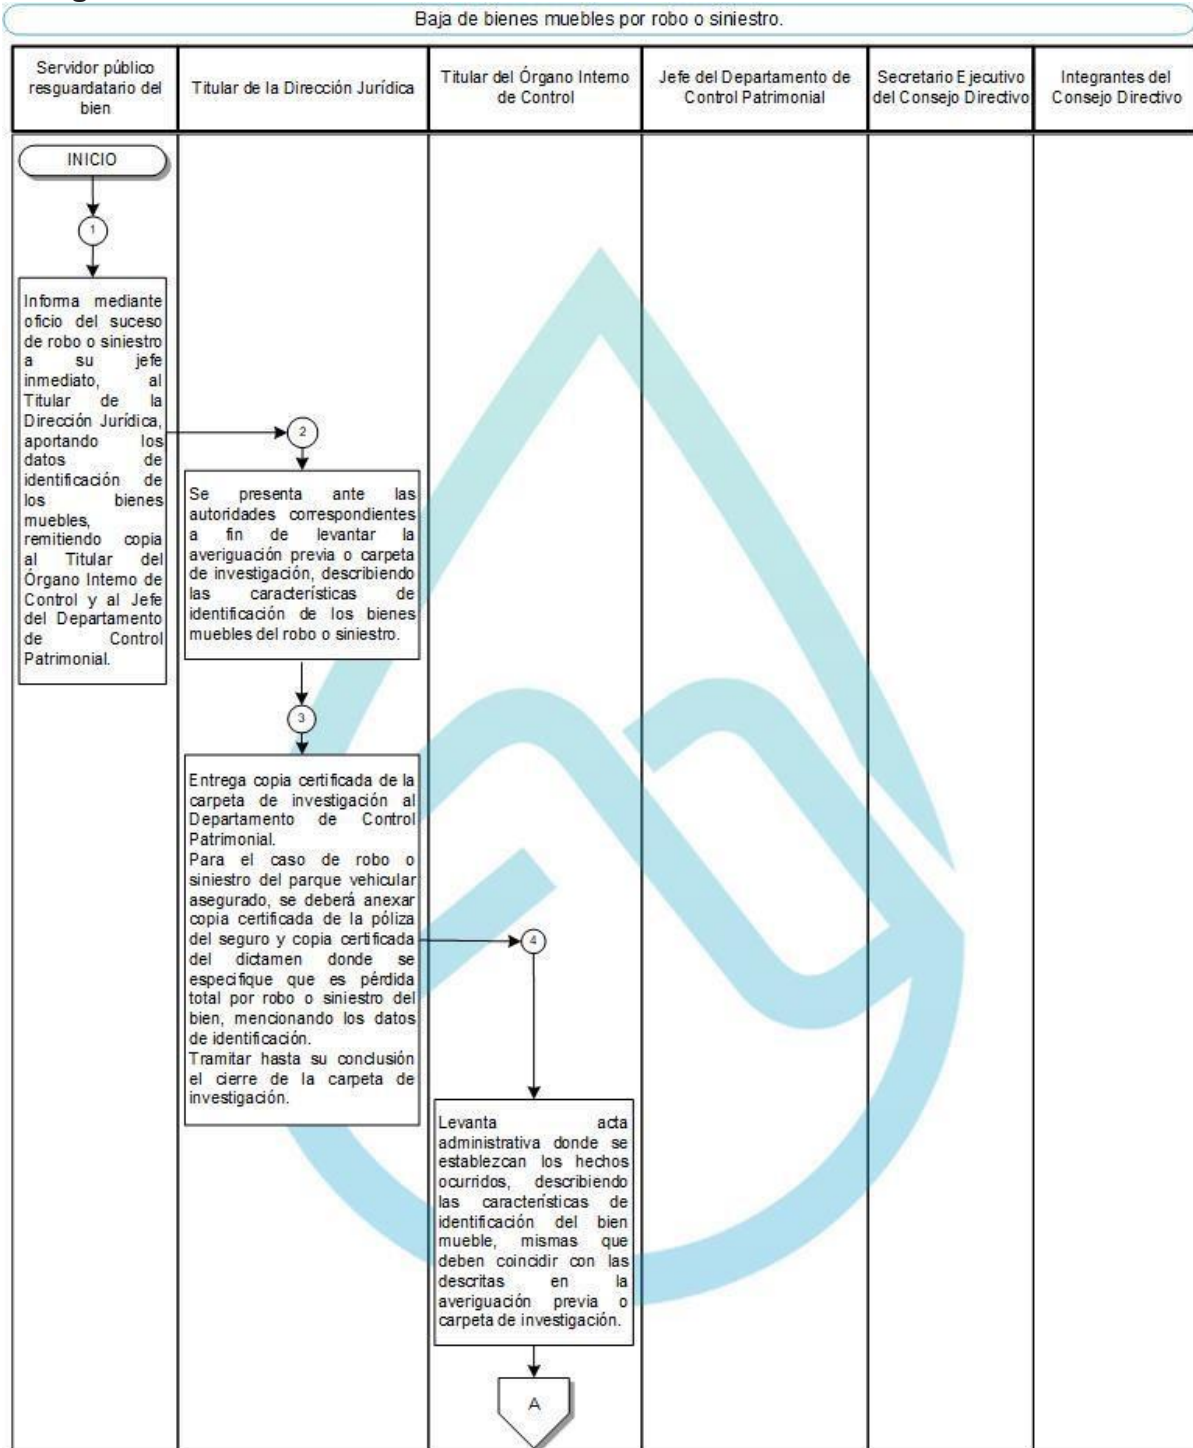 Baja de bienes muebles por robo o siniestro.
Servidor público
resguardatario del
bien
Titular de la Dirección Jurídica
Titular del Órgano Interno
de Control
Jefe del Departamento de
Control Patrimonial
Secretario Ejecutivo
del Consejo Directivo
Integrantes del
Consejo Directivo
INICIO
1
Informa mediante
oficio del suceso
de robo o siniestro
a su jefe
inmediato, al
Titular de la
Dirección Jurídica,
aportando los
datos de
identificación de
los bienes
muebles,
remitiendo copia
al Titular del
Órgano Interno de
Control y al Jefe
del Departamento
de Control
Patrimonial.
2
Se presenta ante las
autoridades correspondientes
a fin de levantar la
averiguación previa o carpeta
de investigación, describiendo
las características de
identificación de los bienes
muebles del robo o siniestro.
3
Entrega copia certificada de la
carpeta de investigación al
Departamento de Control
Patrimonial.
Para el caso de robo o
siniestro del parque vehicular
asegurado, se deberá anexar
copia certificada de la póliza
del seguro y copia certificada
del dictamen donde se
especifique que es pérdida
total por robo o siniestro del
bien, mencionando los datos
de identificación.
Tramitar hasta su conclusión
el cierre de la carpeta de
investigación.
4
Levanta acta
administrativa donde se
establezcan los hechos
ocurridos, describiendo
las características de
identificación del bien
mueble, mismas que
deben coincidir con las
descritas en la
averiguación previa o
carpeta de investigación.
A